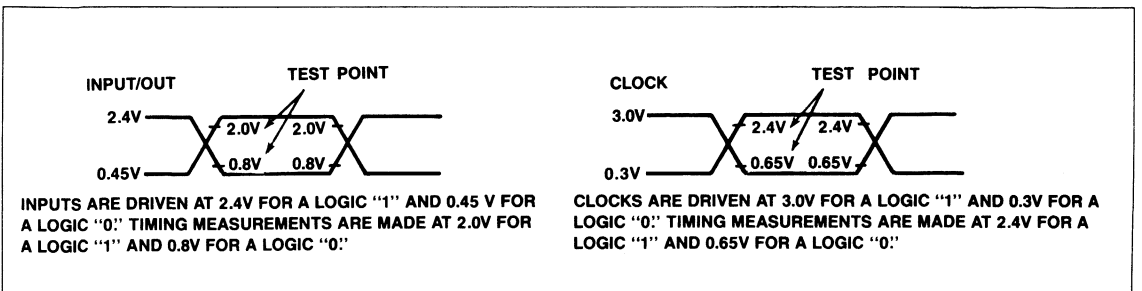 INPUT/OUT
TEST POINT
2.4V
2.0V 2.0V
0.8V 0.8V
0.45V
INPUTS ARE DRIVEN AT 2.4V FOR A LOGIC “1” AND 0.45 V FOR
A LOGIC “0.” TIMING MEASUREMENTS ARE MADE AT 2.0V FOR
A LOGIC “1” AND 0.8V FOR A LOGIC “0.”
CLOCK
TEST POINT
3.0V
2.4V 2.4V
0.65V 0.65V
0.3V
CLOCKS ARE DRIVEN AT 3.0V FOR A LOGIC “1” AND 0.3V FOR A
LOGIC “0.” TIMING MEASUREMENTS ARE MADE AT 2.4V FOR A
LOGIC “1” AND 0.65V FOR A LOGIC “0.”